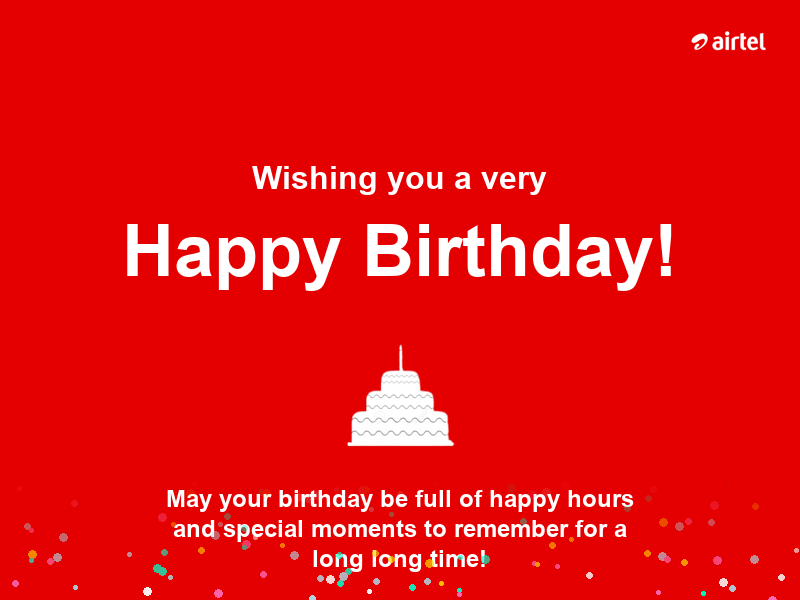 airtel
Wishing you a very
Happy Birthday!
May your birthday be full of happy hours
and special moments to remember for a
long long time!